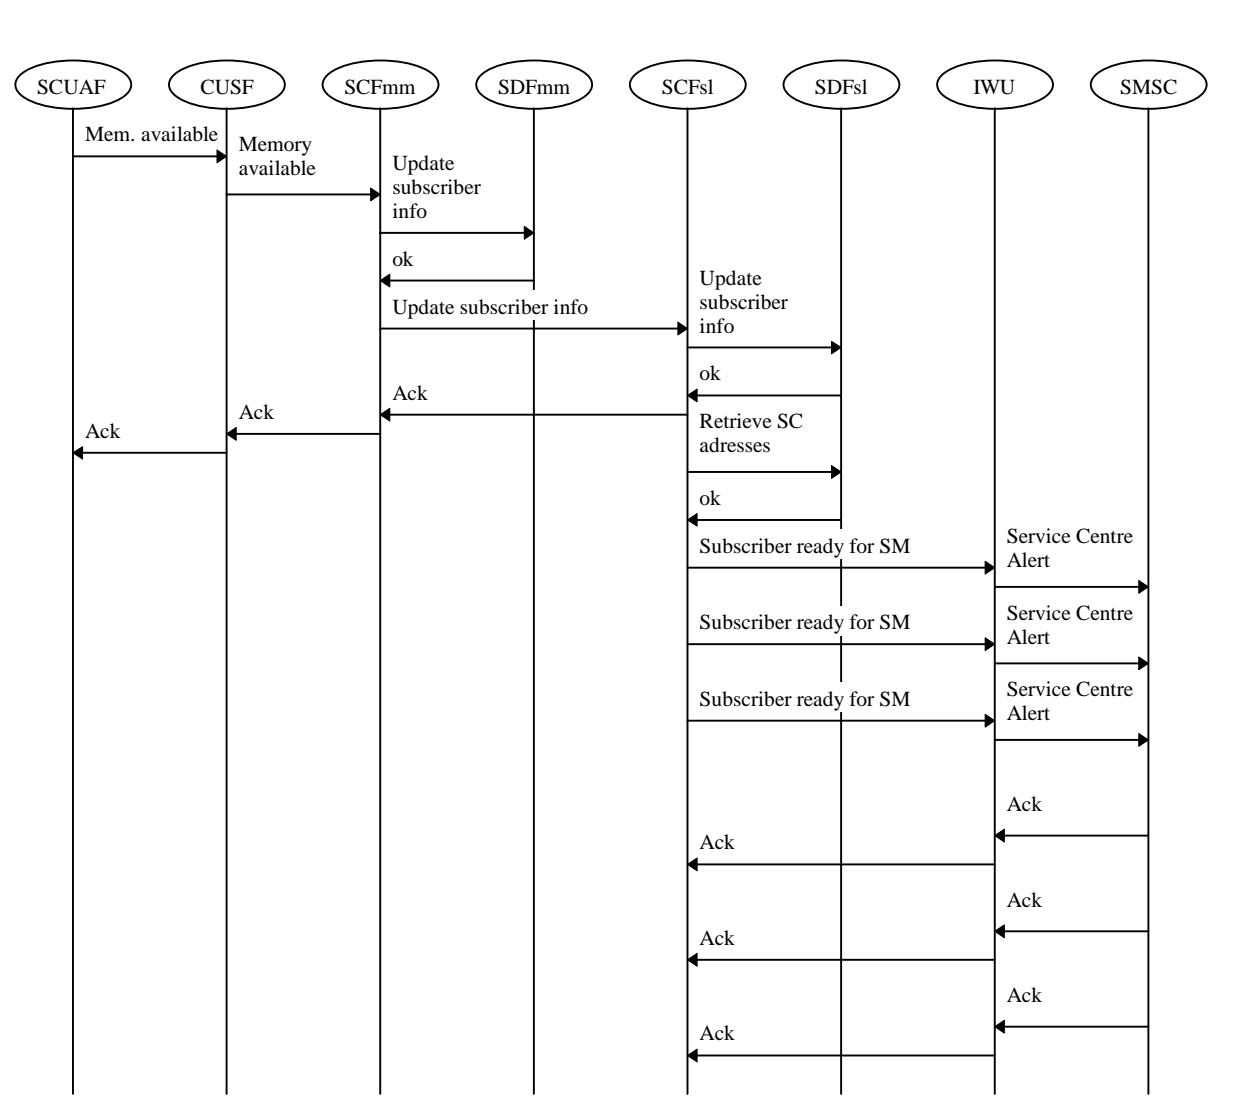 SCUAF
CUSF
SCFmm
SDFmm
SCFsl
SDFsl
IWU
SMSC
Mem. available
Memory
available
Update
subscriber
info
ok
Update subscriber info
Update
subscriber
info
ok
Ack
Ack
Ack
Retrieve SC
adresses
ok
Subscriber ready for SM
Service Centre
Alert
Subscriber ready for SM
Service Centre
Alert
Subscriber ready for SM
Service Centre
Alert
Ack
Ack
Ack
Ack
Ack
Ack